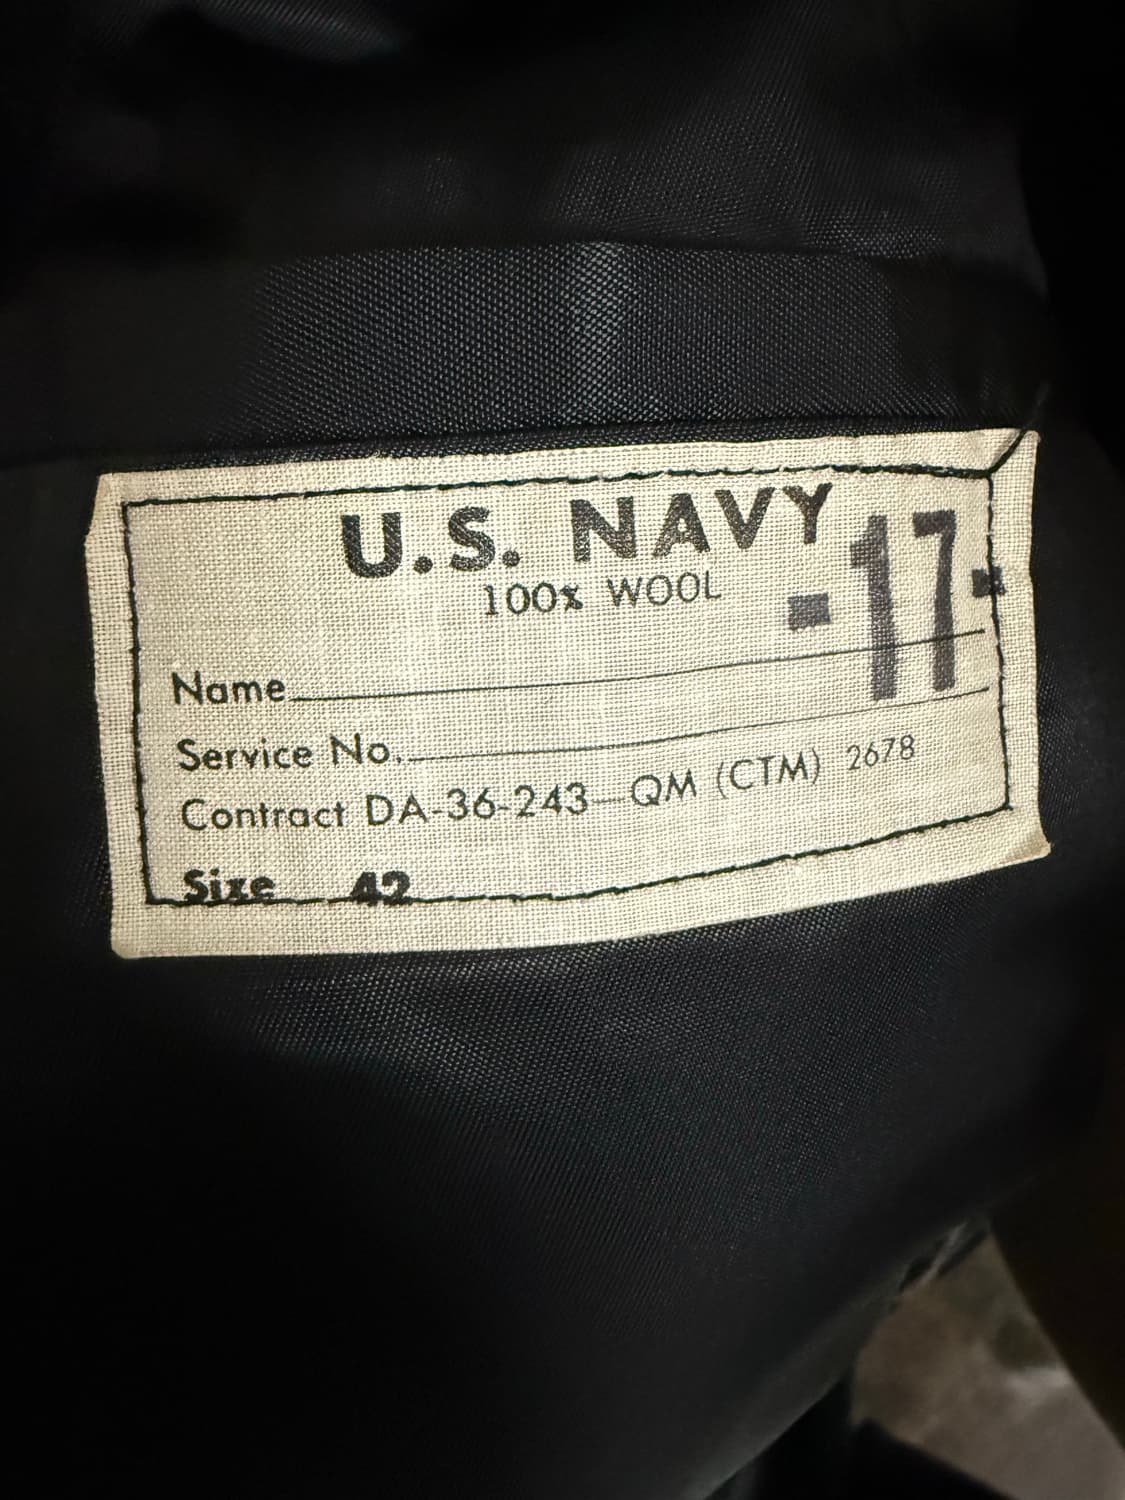 U.S. NAVY
100% WOOL
-17-
Name
Service No.
Contract DA-36-243-QM (CTM) 2678
Size 42